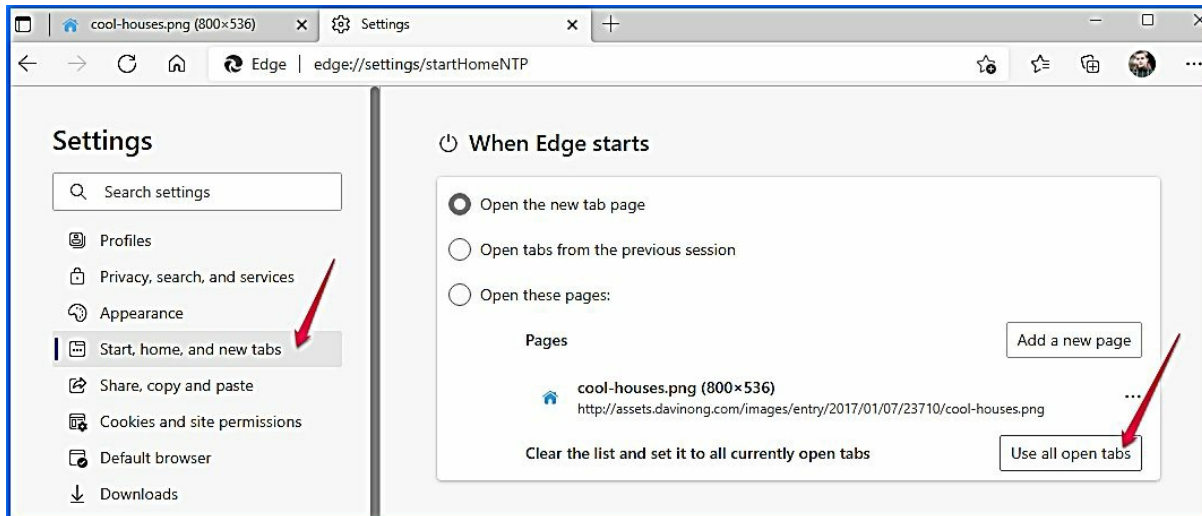 cool-houses.png (800×536)
Settings
Edge
edge://settings/startHomeNTP
Settings
Search settings
Profiles
Privacy, search, and services
Appearance
Start, home, and new tabs
Share, copy and paste
Cookies and site permissions
Default browser
Downloads
When Edge starts
Open the new tab page
Open tabs from the previous session
Open these pages:
Pages
Add a new page
cool-houses.png (800×536)
http://assets.davinong.com/images/entry/2017/01/07/23710/cool-houses.png
Clear the list and set it to all currently open tabs
Use all open tabs